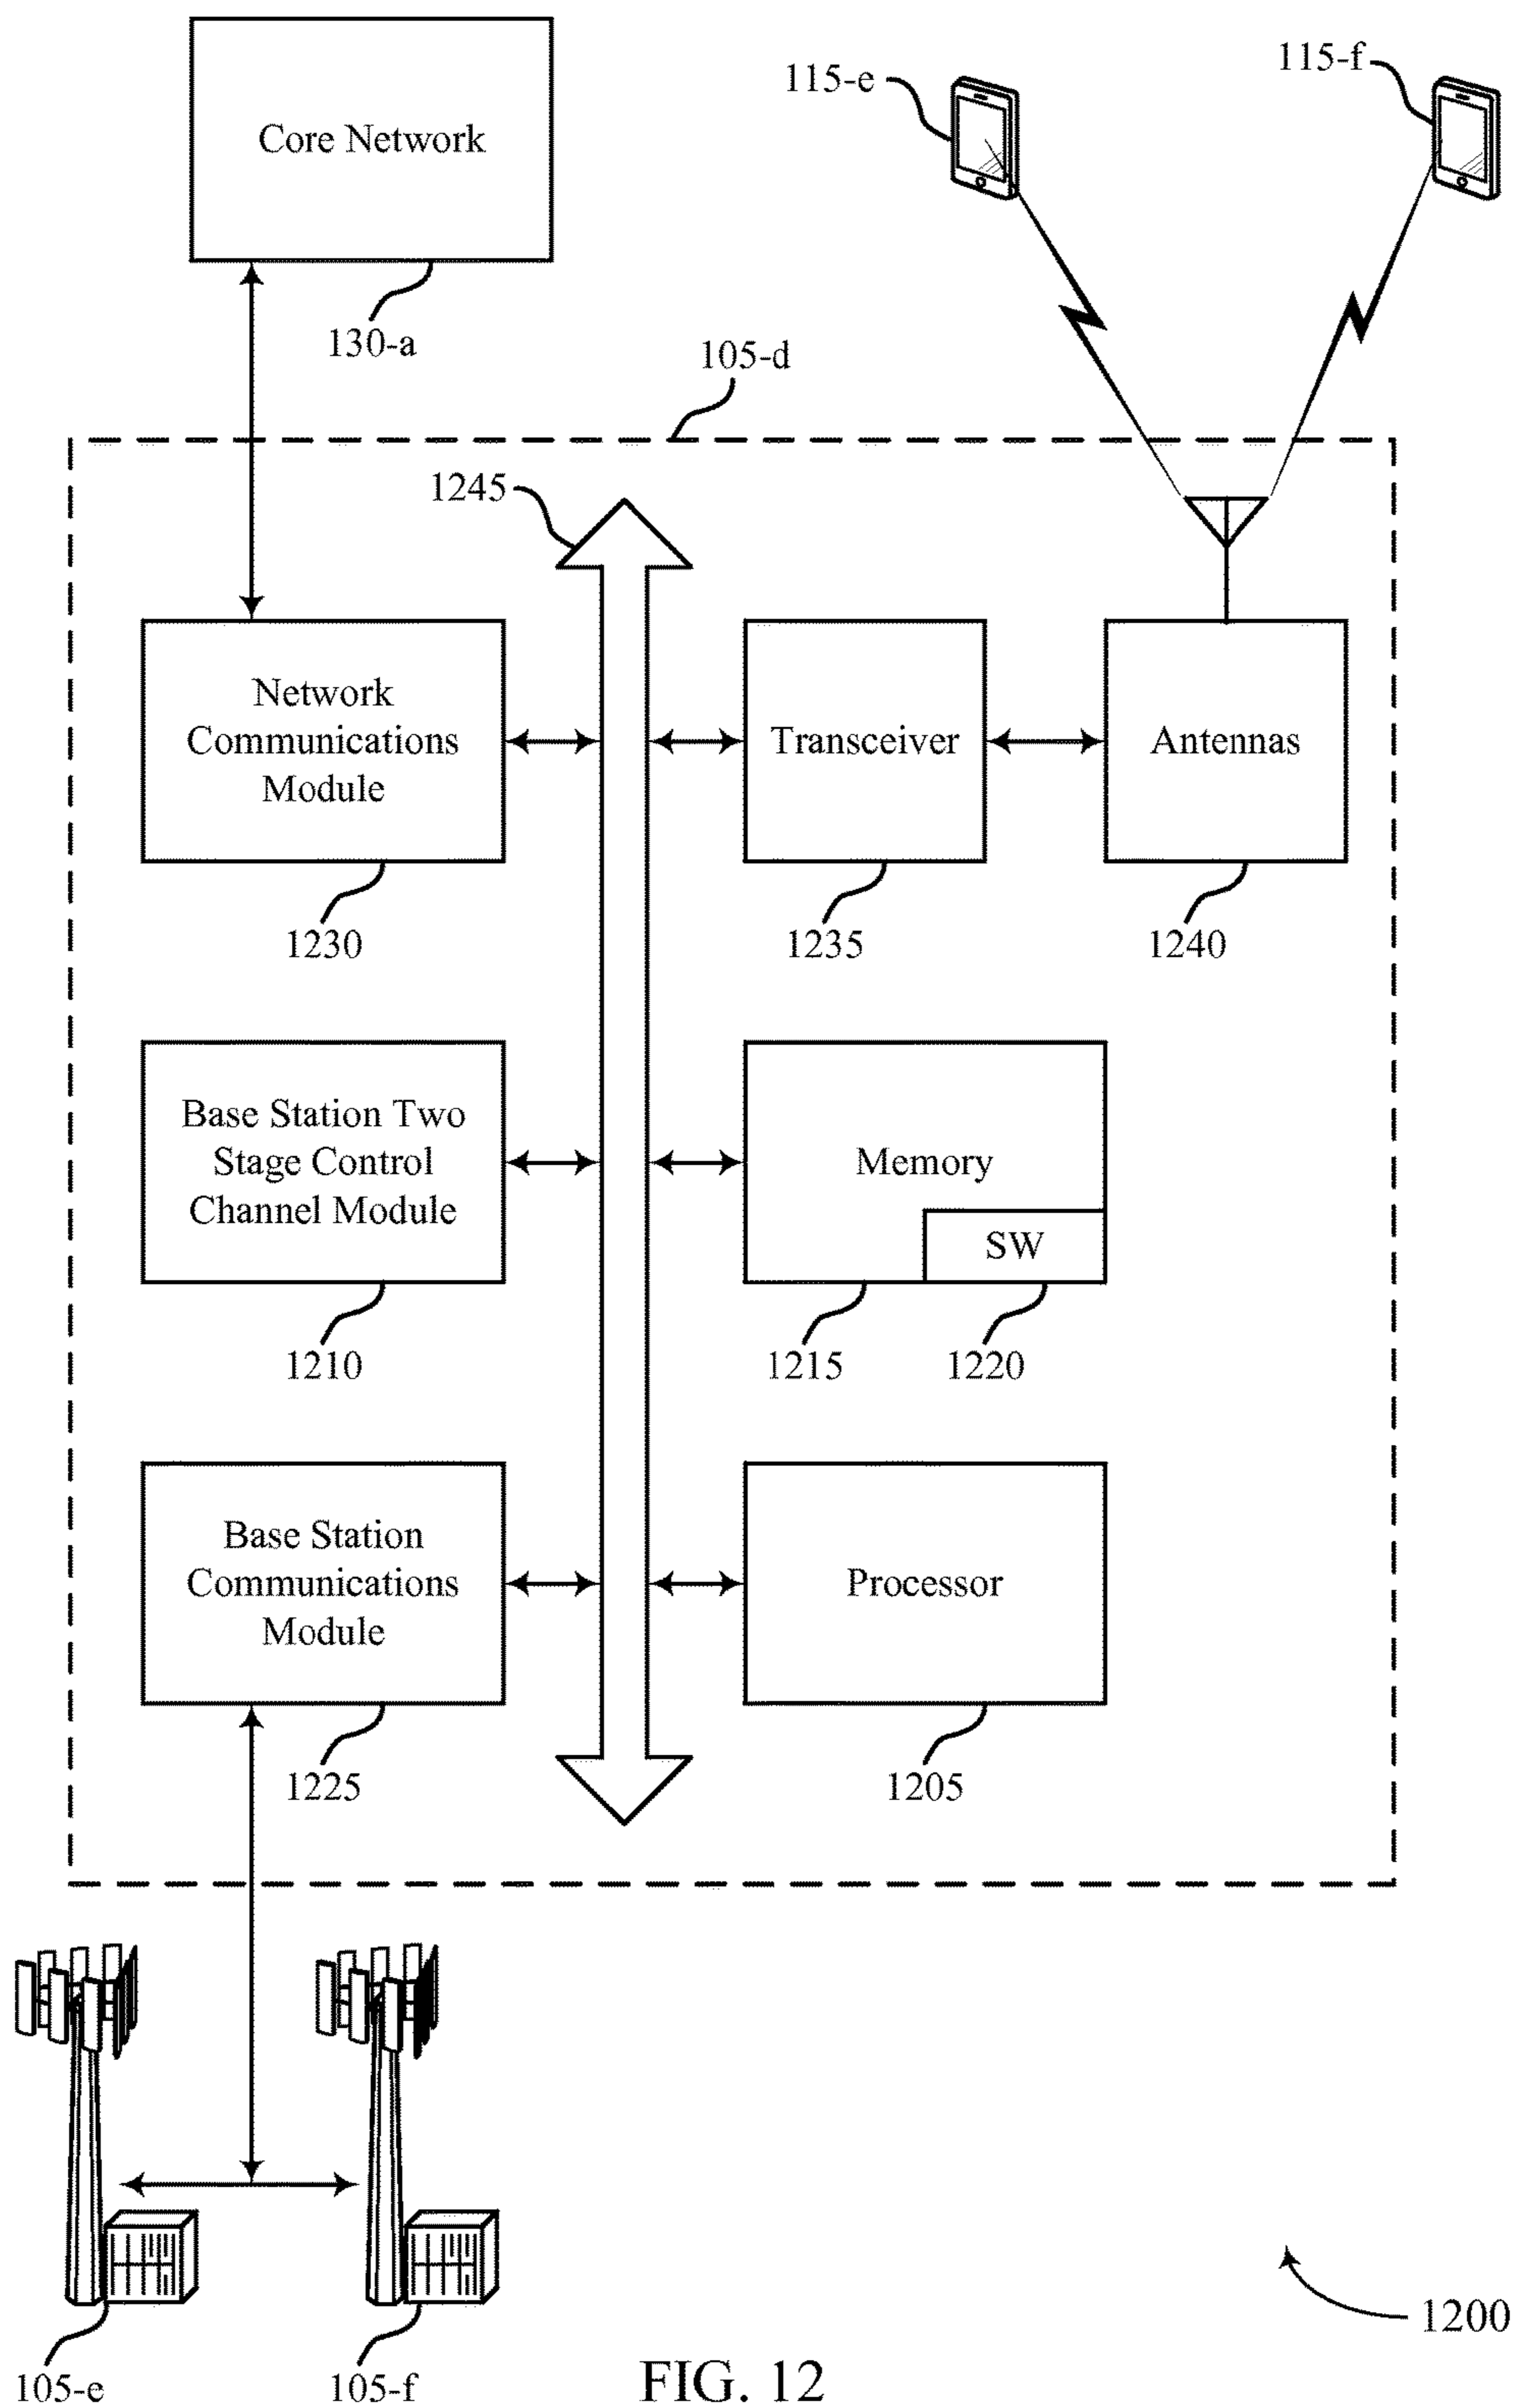 Core Network
130-a
115-e
115-f
105-d
1245
Network
Communications
Module
1230
Transceiver
1235
Antennas
1240
Base Station Two
Stage Control
Channel Module
1210
Memory
SW
1215
1220
Base Station
Communications
Module
1225
Processor
1205
105-e
105-f
1200
FIG. 12